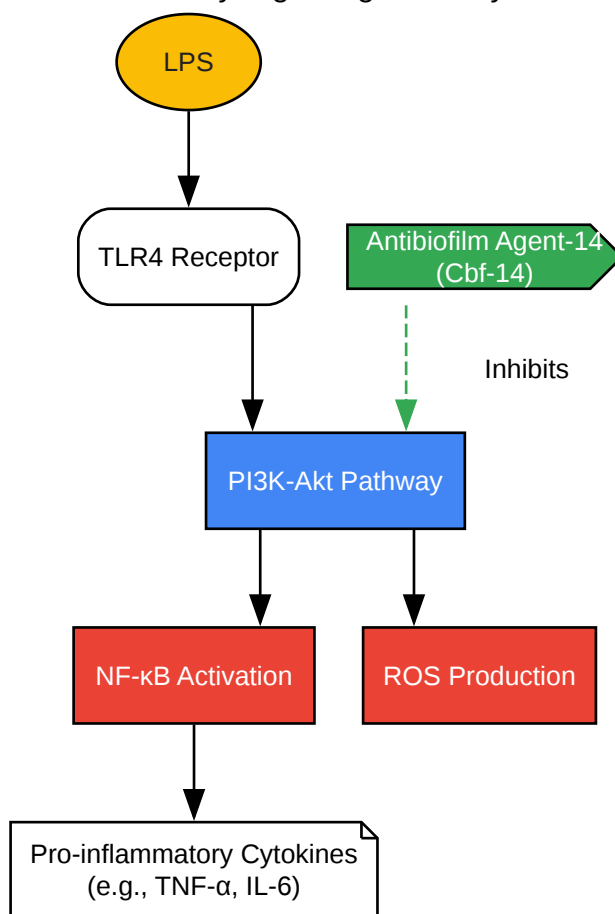 LPS
TLR4 Receptor
Antibiofilm Agent-14
(Cbf-14)
Inhibits
PI3K-Akt Pathway
NF-κB Activation
ROS Production
Pro-inflammatory Cytokines
(e.g., TNF-α, IL-6)